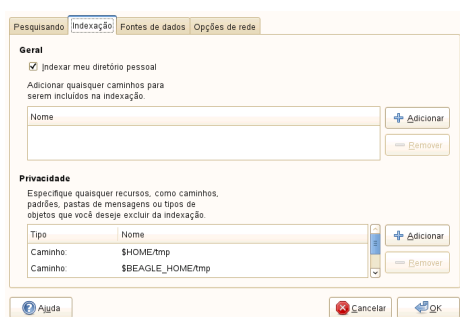 Pesquisando Indexação Fontes de dados Opções de rede
Geral
Indexar meu diretório pessoal
Adicionar quaisquer caminhos para
serem incluídos na indexação.
Nome
Adicionar
Remover
Privacidade
Especifique quaisquer recursos, como caminhos,
padrões, pastas de mensagens ou tipos de
objetos que você deseje excluir da indexação.
Tipo Nome
Adicionar
Caminho: $HOME/tmp
Caminho: $BEAGLE_HOME/tmp
Remover
Ajuda Cancelar OK